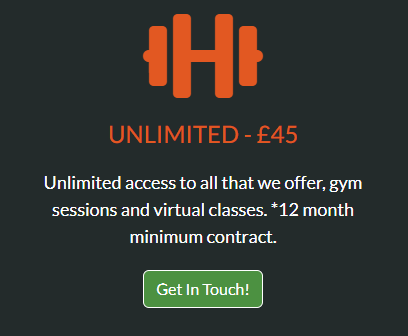 UNLIMITED - £45
Unlimited access to all that we offer, gym
sessions and virtual classes. *12 month
minimum contract.
Get In Touch!